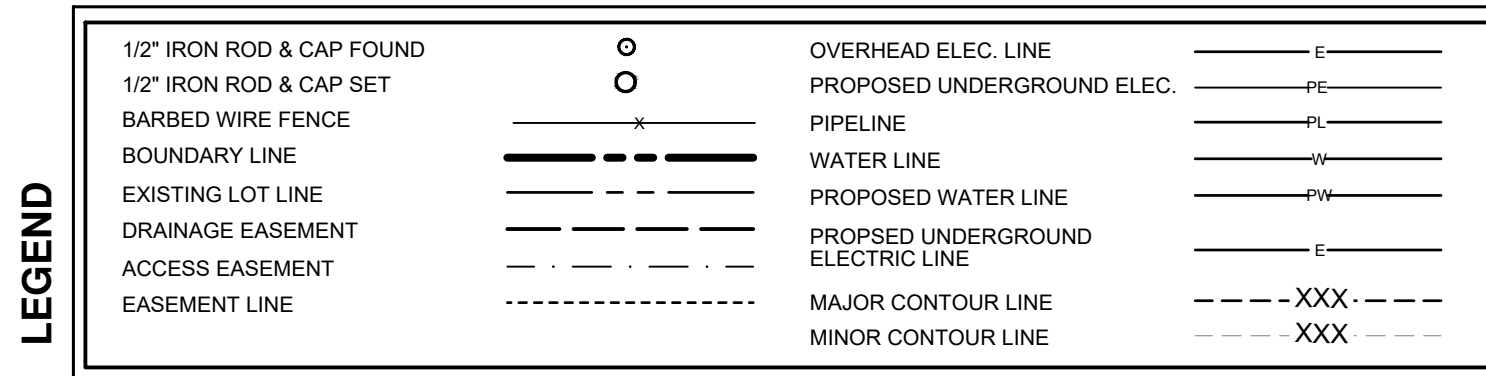 LEGEND
1/2" IRON ROD & CAP FOUND
1/2" IRON ROD & CAP SET
BARBED WIRE FENCE X
BOUNDARY LINE
EXISTING LOT LINE
DRAINAGE EASEMENT
ACCESS EASEMENT
EASEMENT LINE
OVERHEAD ELEC. LINE E
PROPOSED UNDERGROUND ELEC. PE
PIPELINE PL
WATER LINE W
PROPOSED WATER LINE PW
PROPSED UNDERGROUND
ELECTRIC LINE E
MAJOR CONTOUR LINE XXX
MINOR CONTOUR LINE XXX